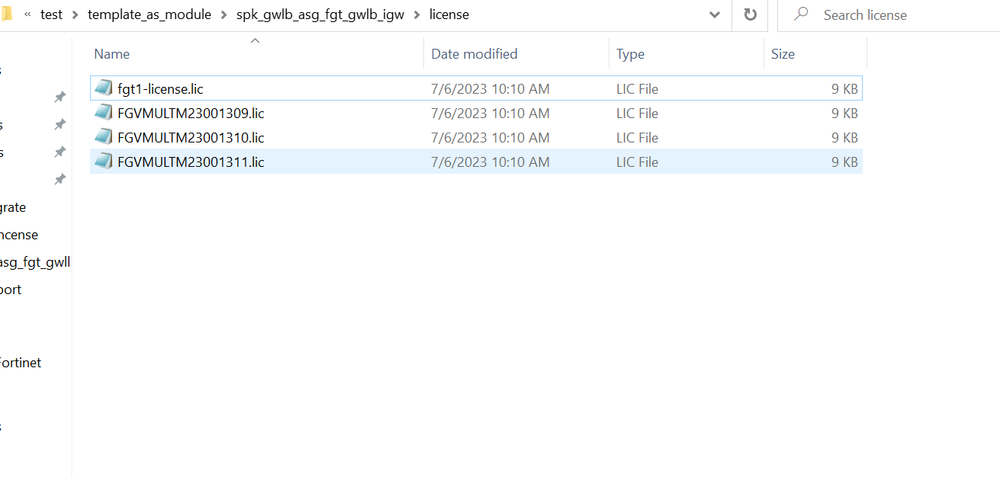 « test > template_as_module > spk_gwlb_asg_fgt_gwlb_igw > license
Search license
Name Date modified Type Size
fgt1-license.lic 7/6/2023 10:10 AM LIC File 9 KB
FGVMULTM23001309.lic 7/6/2023 10:10 AM LIC File 9 KB
FGVMULTM23001310.lic 7/6/2023 10:10 AM LIC File 9 KB
FGVMULTM23001311.lic 7/6/2023 10:10 AM LIC File 9 KB
grate
ncense
asg_fgt_gwll
port
Fortinet